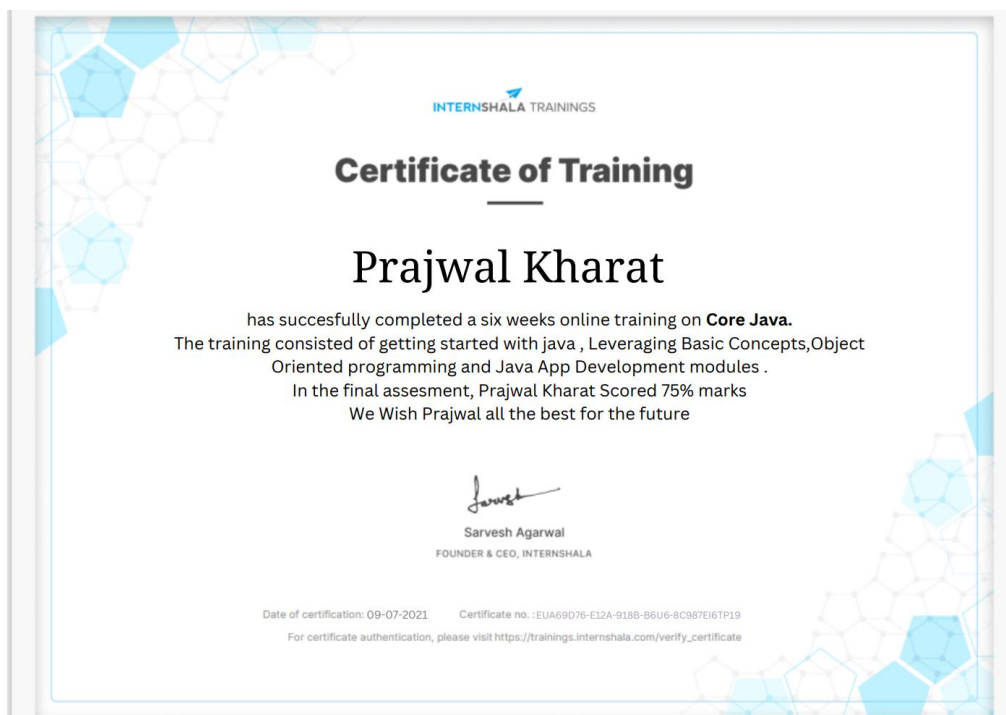 INTERNSHALA TRAININGS
Certificate of Training
Prajwal Kharat
has succesfully completed a six weeks online training on Core Java.
The training consisted of getting started with java , Leveraging Basic Concepts,Object
Oriented programming and Java App Development modules .
In the final assesment, Prajwal Kharat Scored 75% marks
We Wish Prajwal all the best for the future
Sarvesh Agarwal
FOUNDER & CEO, INTERNSHALA
Date of certification: 09-07-2021 Certificate no. :EUA69D76-E12A-918B-B6U6-8C987EI6TP19
For certificate authentication, please visit https://trainings.internshala.com/verify_certificate